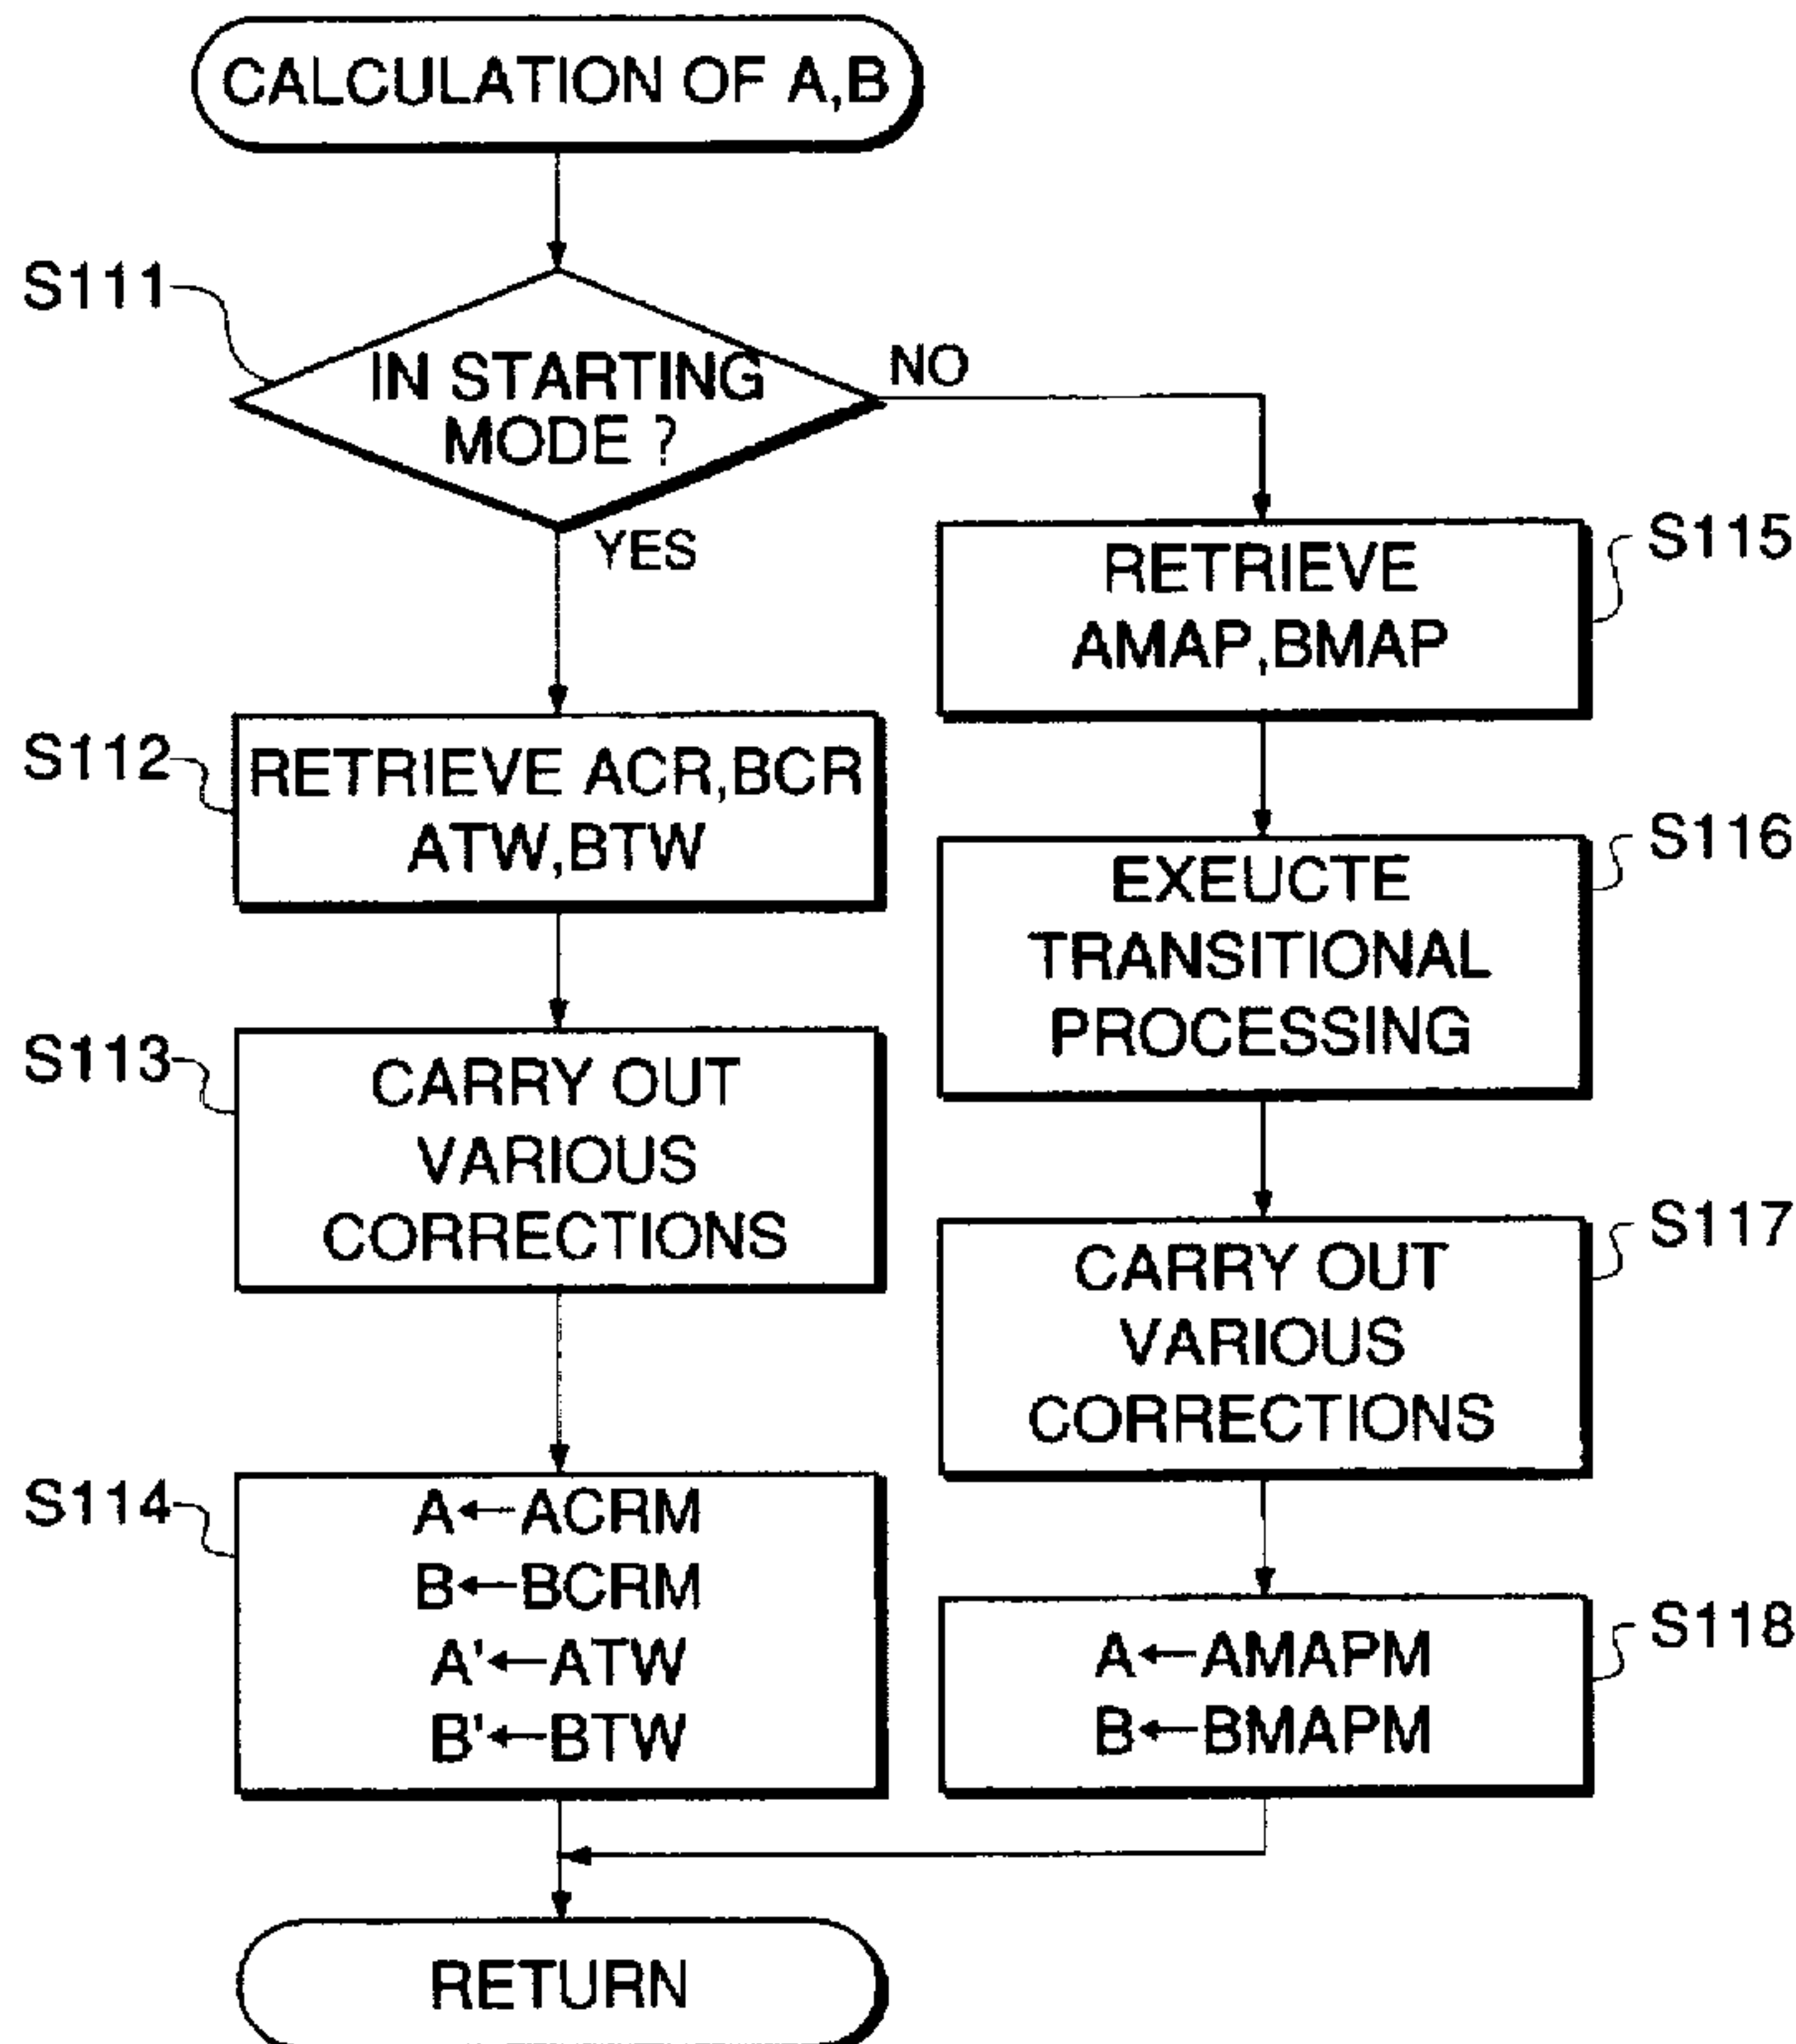 CALCULATION OF A,B
S111
IN STARTING
MODE ?
NO
YES
S112
RETRIEVE ACR,BCR
ATW,BTW
S113
CARRY OUT
VARIOUS
CORRECTIONS
S114
A←ACRM
B←BCRM
A'←ATW
B'←BTW
S115
RETRIEVE
AMAP,BMAP
S116
EXEUCTE
TRANSITIONAL
PROCESSING
S117
CARRY OUT
VARIOUS
CORRECTIONS
S118
A←AMAPM
B←BMAPM
RETURN